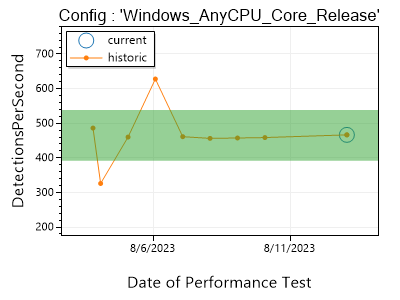 Config : 'Windows_AnyCPU_Core_Release'
current
historic
DetectionsPerSecond
700
600
500
400
300
200
8/6/2023
8/11/2023
Date of Performance Test